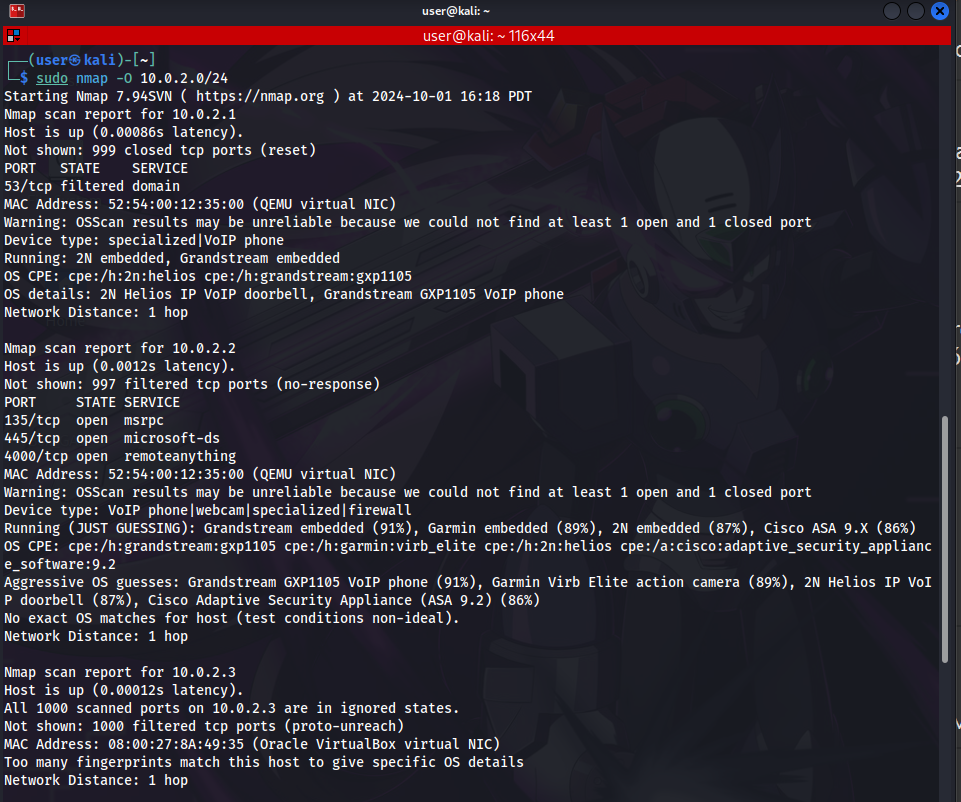 user@kali: ~
user@kali: ~ 116x44
(user㉿kali)-[~]
$ sudo nmap -O 10.0.2.0/24
Starting Nmap 7.94SVN ( https://nmap.org ) at 2024-10-01 16:18 PDT
Nmap scan report for 10.0.2.1
Host is up (0.00086s latency).
Not shown: 999 closed tcp ports (reset)
PORT   STATE    SERVICE
53/tcp filtered domain
MAC Address: 52:54:00:12:35:00 (QEMU virtual NIC)
Warning: OSScan results may be unreliable because we could not find at least 1 open and 1 closed port
Device type: specialized|VoIP phone
Running: 2N embedded, Grandstream embedded
OS CPE: cpe:/h:2n:helios cpe:/h:grandstream:gxp1105
OS details: 2N Helios IP VoIP doorbell, Grandstream GXP1105 VoIP phone
Network Distance: 1 hop
Nmap scan report for 10.0.2.2
Host is up (0.0012s latency).
Not shown: 997 filtered tcp ports (no-response)
PORT     STATE SERVICE
135/tcp  open  msrpc
445/tcp  open  microsoft-ds
4000/tcp open  remoteanything
MAC Address: 52:54:00:12:35:00 (QEMU virtual NIC)
Warning: OSScan results may be unreliable because we could not find at least 1 open and 1 closed port
Device type: VoIP phone|webcam|specialized|firewall
Running (JUST GUESSING): Grandstream embedded (91%), Garmin embedded (89%), 2N embedded (87%), Cisco ASA 9.X (86%)
OS CPE: cpe:/h:grandstream:gxp1105 cpe:/h:garmin:virb_elite cpe:/h:2n:helios cpe:/a:cisco:adaptive_security_applianc
e_software:9.2
Aggressive OS guesses: Grandstream GXP1105 VoIP phone (91%), Garmin Virb Elite action camera (89%), 2N Helios IP VoI
P doorbell (87%), Cisco Adaptive Security Appliance (ASA 9.2) (86%)
No exact OS matches for host (test conditions non-ideal).
Network Distance: 1 hop
Nmap scan report for 10.0.2.3
Host is up (0.00012s latency).
All 1000 scanned ports on 10.0.2.3 are in ignored states.
Not shown: 1000 filtered tcp ports (proto-unreach)
MAC Address: 08:00:27:8A:49:35 (Oracle VirtualBox virtual NIC)
Too many fingerprints match this host to give specific OS details
Network Distance: 1 hop